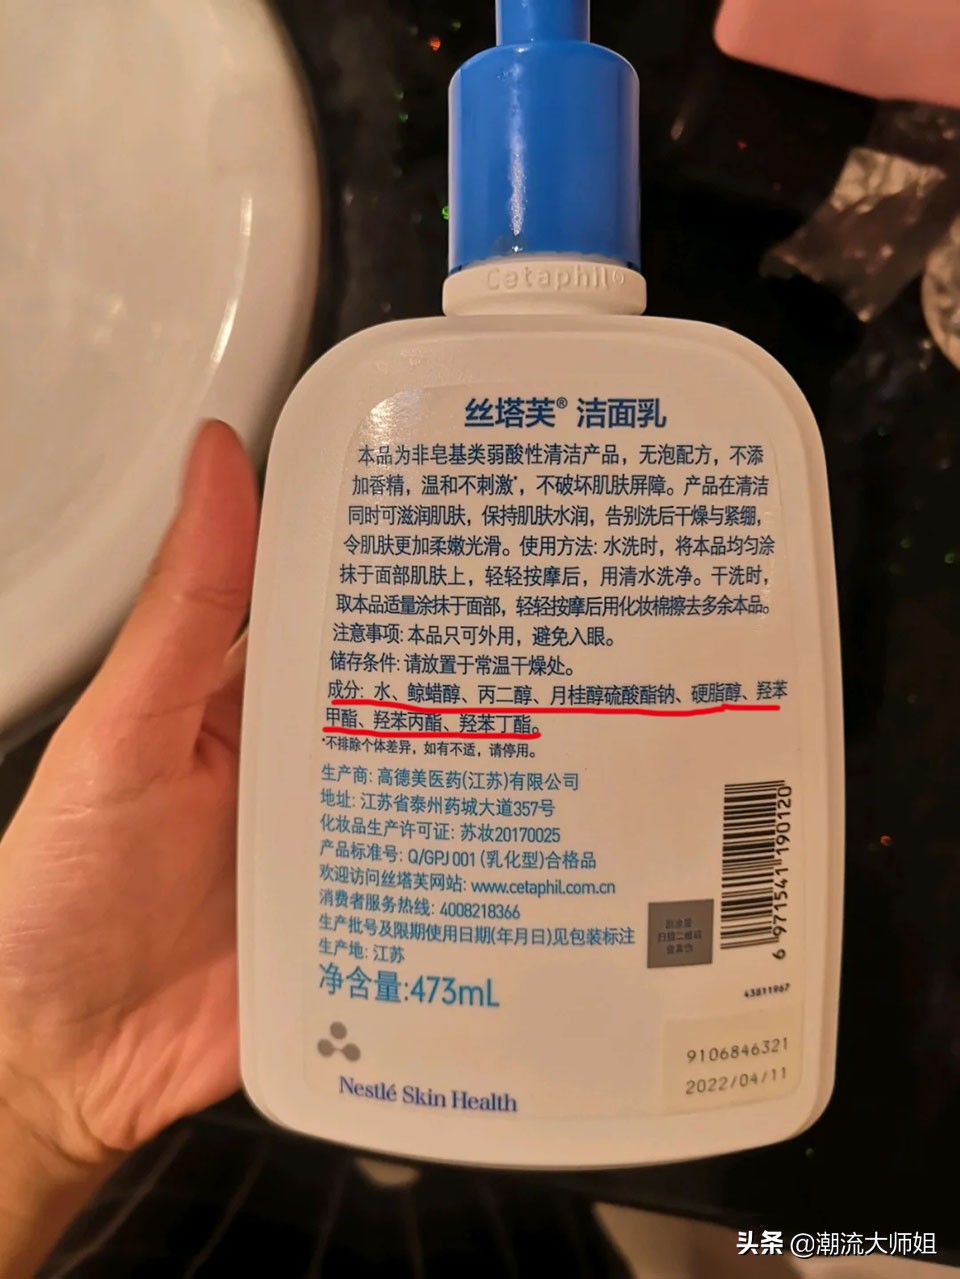 Cetaphil®
丝塔芙® 洁面乳
本品为非皂基类弱酸性清洁产品，无泡配方，不添
加香精，温和不刺激*，不破坏肌肤屏障。产品在清洁
同时可滋润肌肤，保持肌肤水润，告别洗后干燥与紧绷，
令肌肤更加柔嫩光滑。使用方法: 水洗时，将本品均匀涂
抹于面部肌肤上，轻轻按摩后，用清水洗净。干洗时，
取本品适量涂抹于面部，轻轻按摩后用化妆棉擦去多余本品。
注意事项: 本品只可外用，避免入眼。
储存条件: 请放置于常温干燥处。
成分: 水、鲸蜡醇、丙二醇、月桂醇硫酸酯钠、硬脂醇、羟苯
甲酯、羟苯丙酯、羟苯丁酯。
*不排除个体差异，如有不适，请停用。
生产商: 高德美医药(江苏)有限公司
地址: 江苏省泰州药城大道357号
化妆品生产许可证: 苏妆20170025
产品标准号: Q/GPJ 001 (乳化型)合格品
欢迎访问丝塔芙网站: www.cetaphil.com.cn
消费者服务热线: 4008218366
生产批号及限期使用日期(年月日)见包装标注
生产地: 江苏
净含量:473mL
刮涂层
扫描二维码
查真伪
6 971541 190120
43811967
9106846321
2022/04/11
Nestlé Skin Health
头条 @潮流大师姐